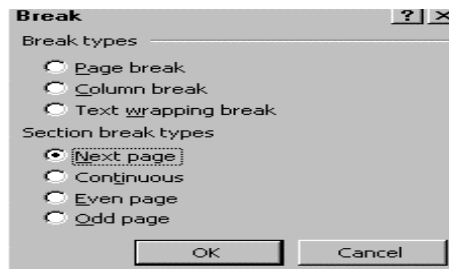 Break
Break types
Page break
Column break
Text wrapping break
Section break types
Next page
Continuous
Even page
Odd page
OK Cancel